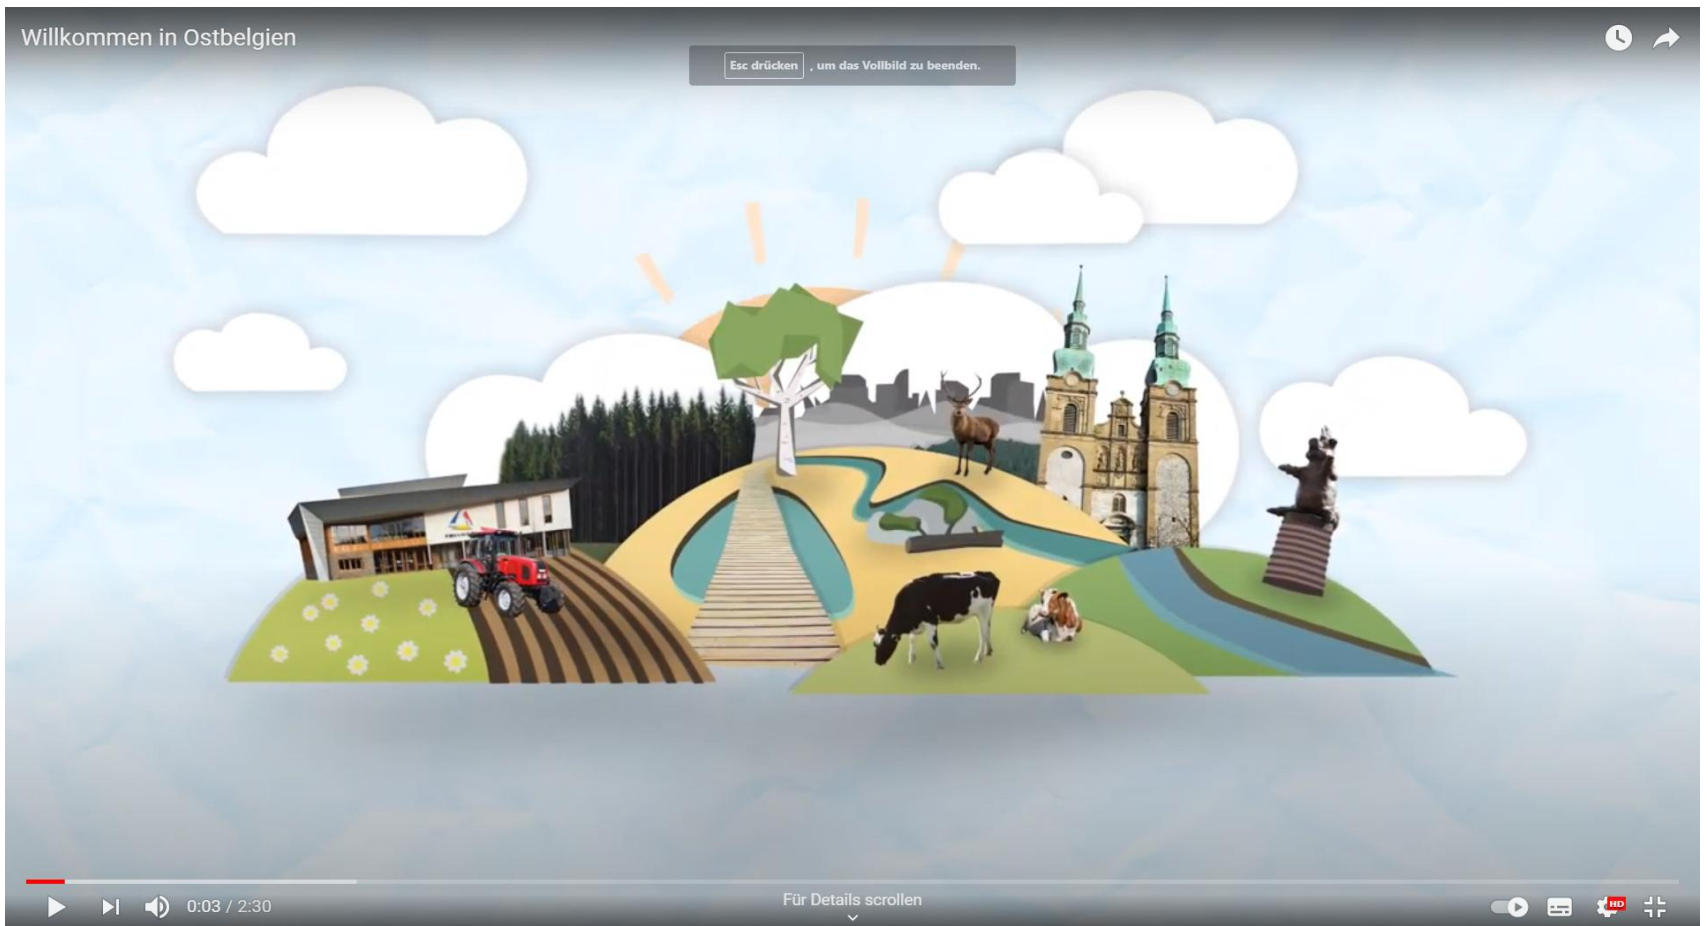 Willkommen in Ostbelgien
Esc drücken , um das Vollbild zu beenden.
0:03 / 2:30
Für Details scrollen
HD